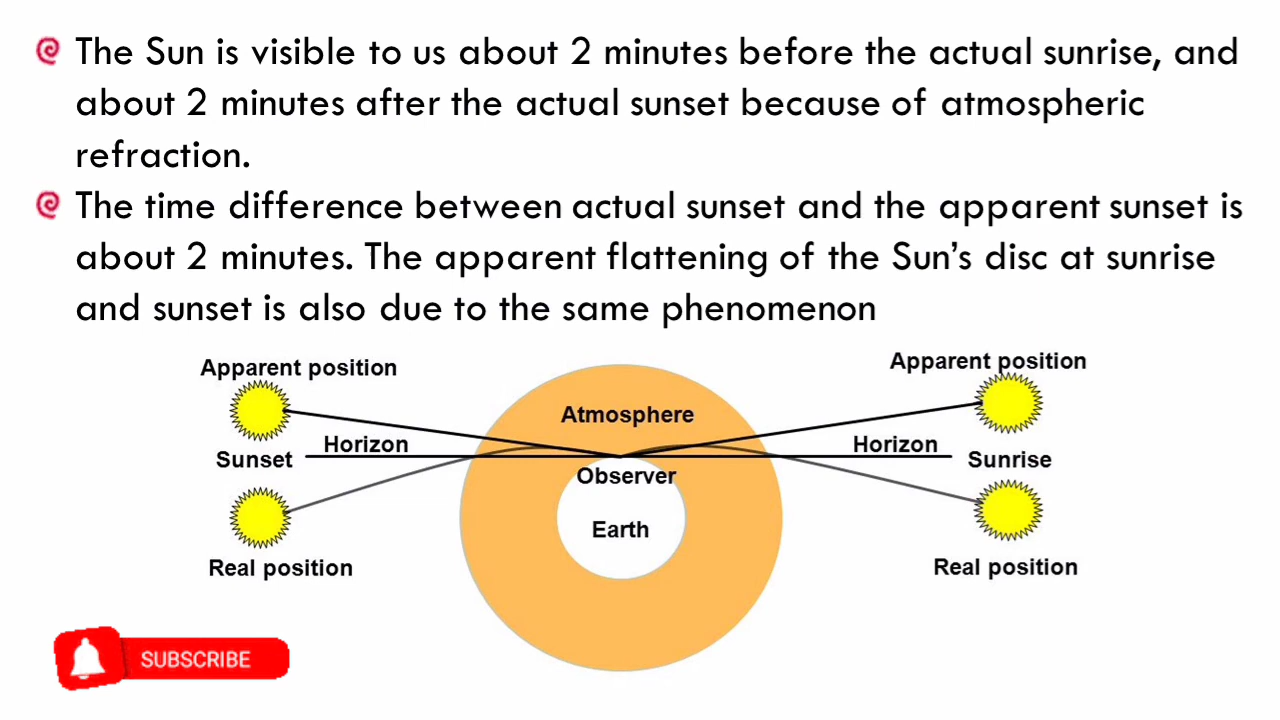 The Sun is visible to us about 2 minutes before the actual sunrise, and
about 2 minutes after the actual sunset because of atmospheric
refraction.
The time difference between actual sunset and the apparent sunset is
about 2 minutes. The apparent flattening of the Sun's disc at sunrise
and sunset is also due to the same phenomenon
Apparent position
Apparent position
Atmosphere
Horizon
Horizon
Sunset
Sunrise
Observer
Earth
Real position
Real position
SUBSCRIBE